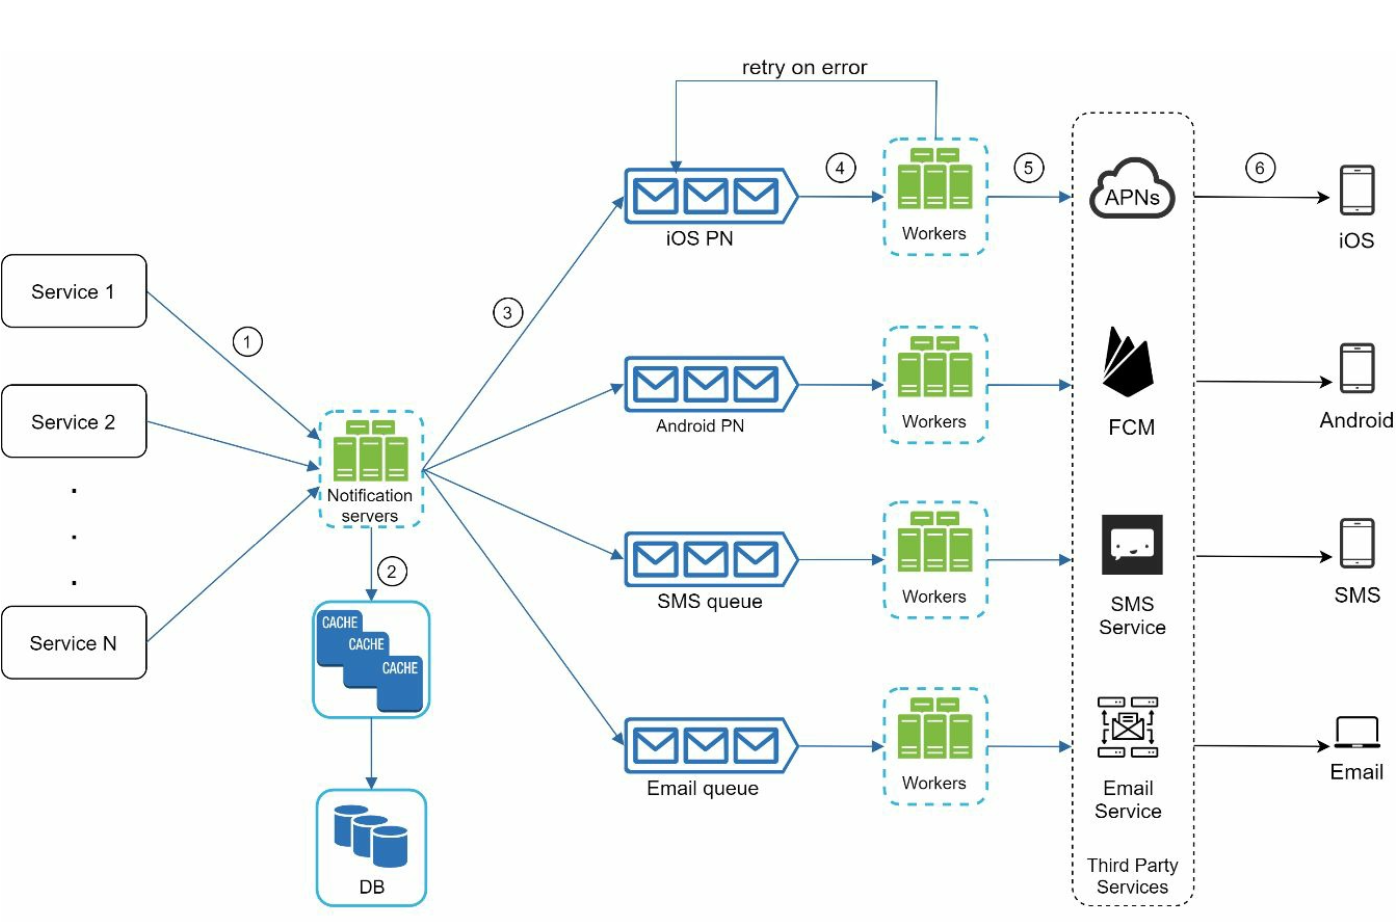 retry on error
4
5
6
APNs
iOS PN
Workers
iOS
Service 1
1
3
Service 2
Android PN
Workers
FCM
Android
Notification
servers
2
SMS queue
Workers
SMS
Service
SMS
Service N
CACHE
CACHE
CACHE
Email queue
Workers
Email
Service
Email
DB
Third Party
Services